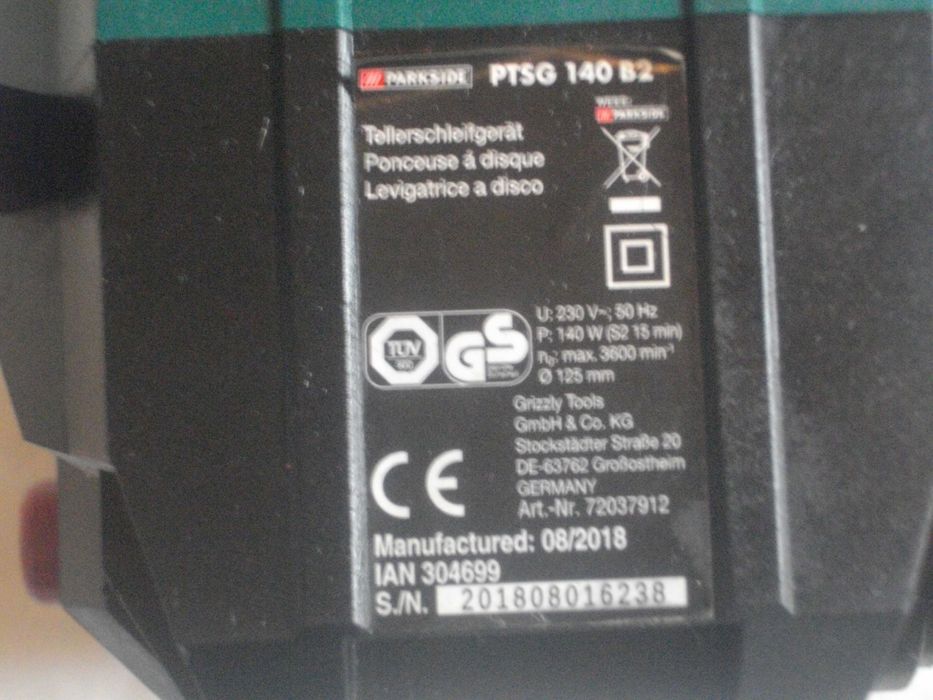 PARKSIDE PTSG 140 B2
PARKSIDE
Tellerschleifgerät
Ponceuse à disque
Levigatrice a disco
U: 230 V~; 50 Hz
P: 140 W (S2 15 min)
n₀: max. 3600 min⁻¹
Ø 125 mm
TÜV
GS
Grizzly Tools
GmbH & Co. KG
Stockstädter Straße 20
DE-63762 Großostheim
GERMANY
Art.-Nr. 72037912
CE
Manufactured: 08/2018
IAN 304699
S./N. 201808016238